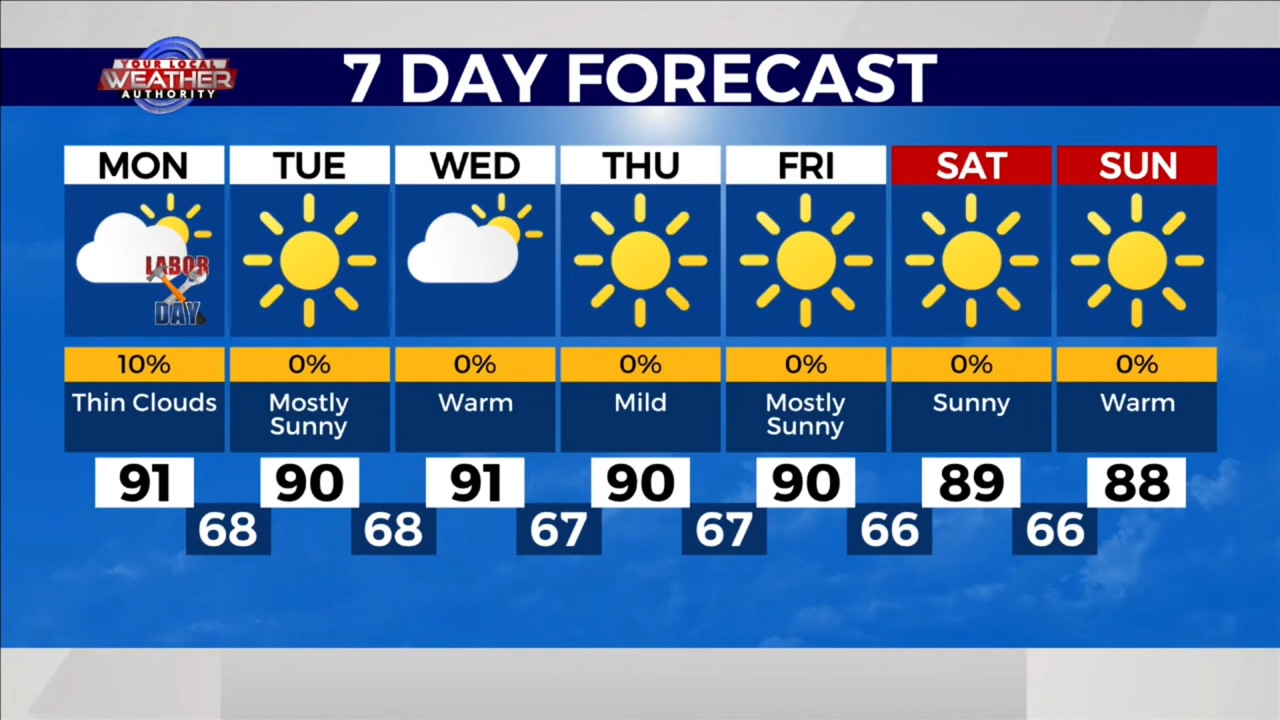 YOUR LOCAL
WEATHER
AUTHORITY
7 DAY FORECAST
MON TUE WED THU FRI SAT SUN
LABOR
DAY
10% 0% 0% 0% 0% 0% 0%
Thin Clouds Mostly Warm Mild Mostly Sunny Warm
Sunny Sunny
91 90 91 90 90 89 88
68 68 67 67 66 66